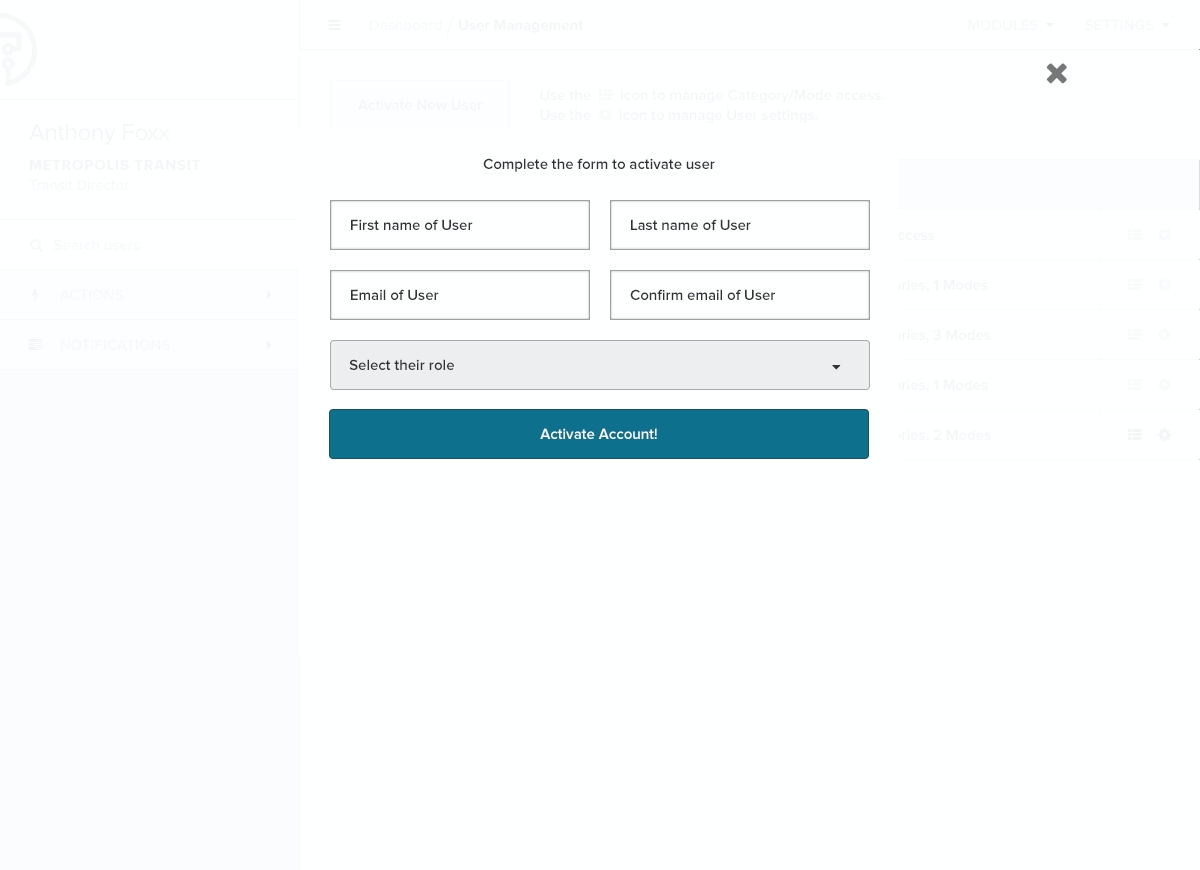 Dashboard / User Management
MODULES
SETTINGS
Anthony Foxx
METROPOLIS TRANSIT
Transit Director
Search users
ACTIONS
NOTIFICATIONS
Activate New User
Use the icon to manage Category/Mode access.
Use the icon to manage User settings.
Complete the form to activate user
First name of User
Last name of User
Email of User
Confirm email of User
Select their role
Activate Account!
ccess
ries, 1 Modes
ries, 3 Modes
ries, 1 Modes
ries, 2 Modes